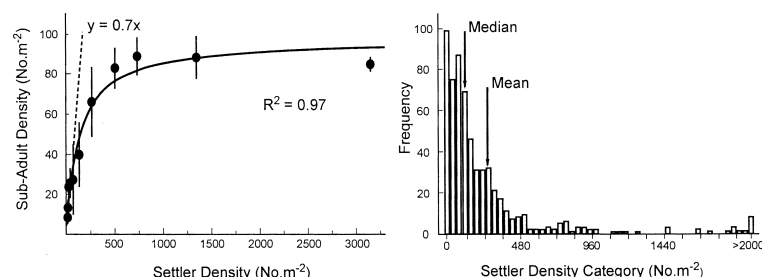 y = 0.7x
R² = 0.97
100
80
60
40
20
500
1000
1500
2000
2500
3000
Sub-Adult Density (No.m⁻²)
Settler Density (No.m⁻²)
Median
Mean
100
80
60
40
20
0
0
480
960
1440
>2000
Frequency
Settler Density Category (No.m⁻²)